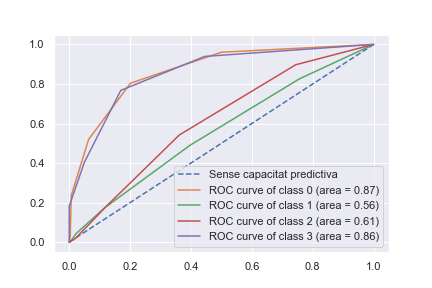 1.0
0.8
0.6
0.4
0.2
0.0
Sense capacitat predictiva
ROC curve of class 0 (area = 0.87)
ROC curve of class 1 (area = 0.56)
ROC curve of class 2 (area = 0.61)
ROC curve of class 3 (area = 0.86)
0.0 0.2 0.4 0.6 0.8 1.0